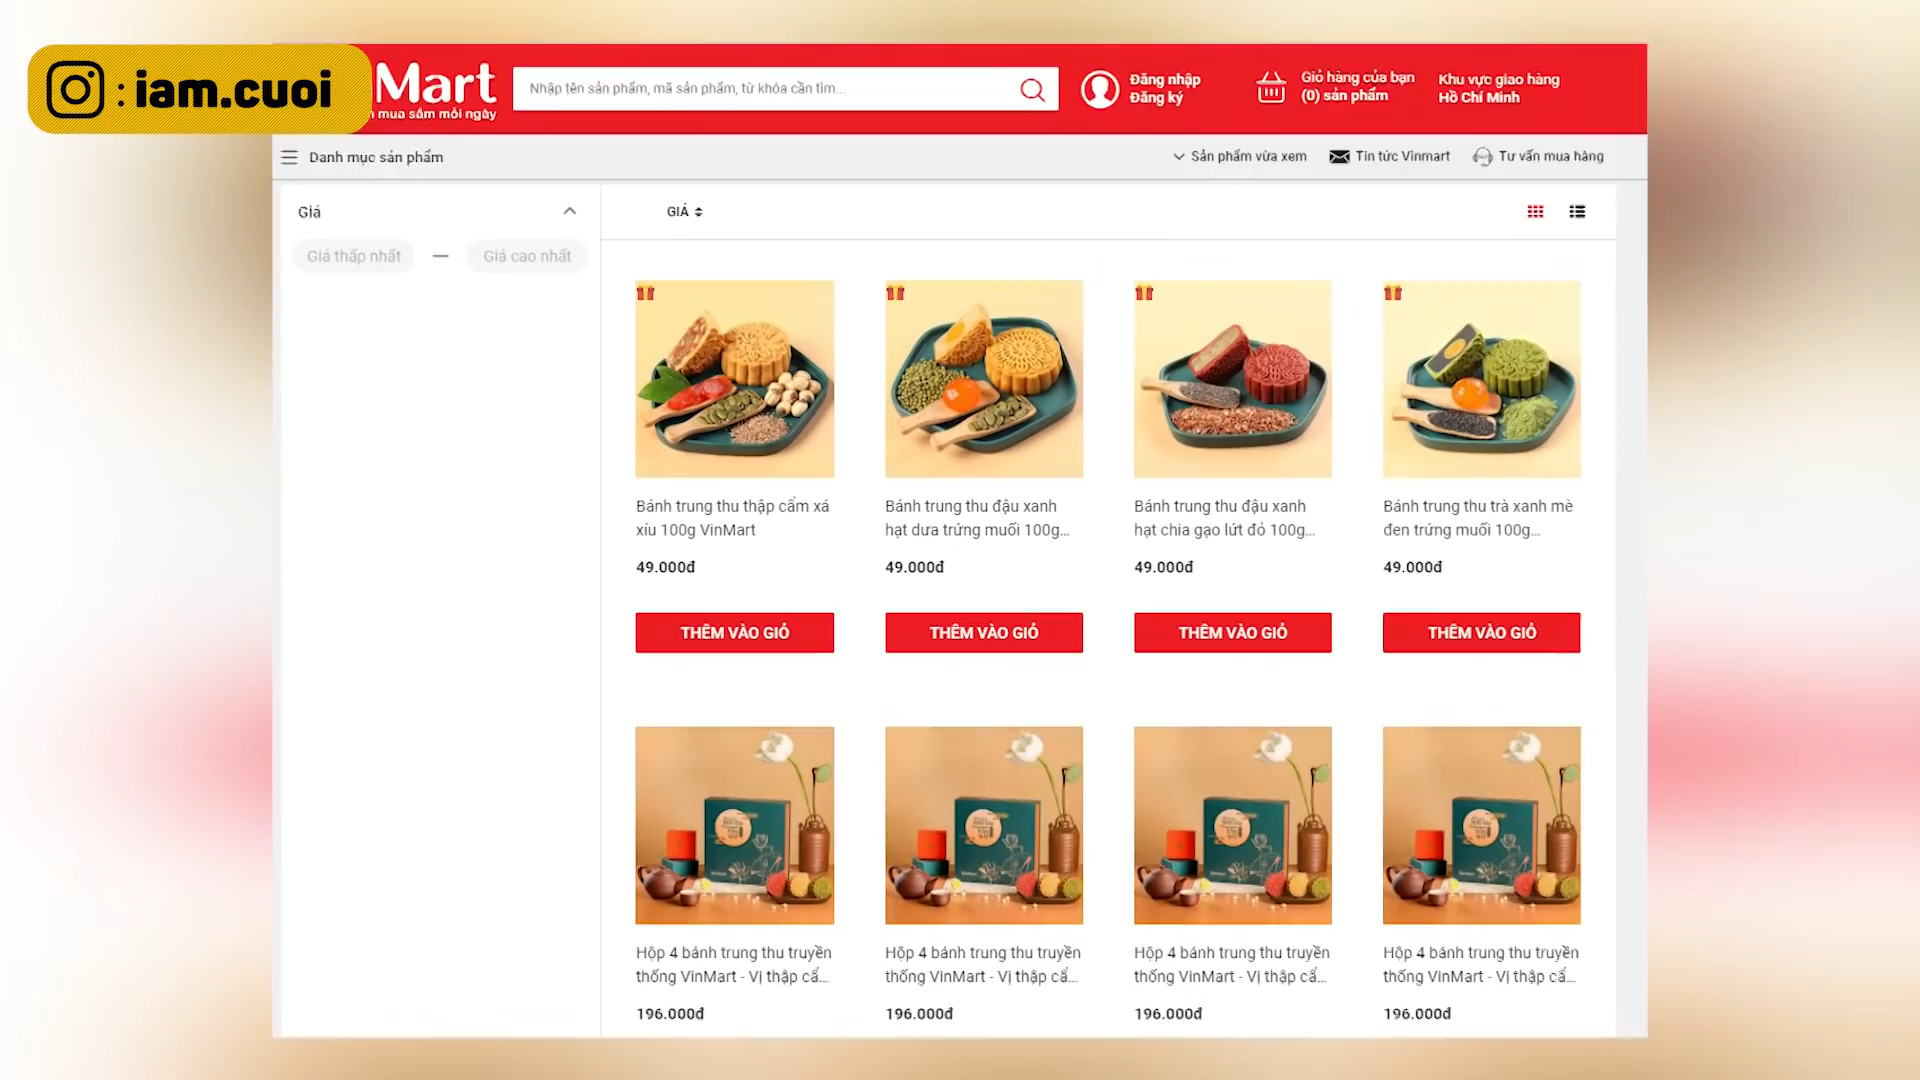 : iam.cuoi
Mart
n mua sắm mỗi ngày
Nhập tên sản phẩm, mã sản phẩm, từ khóa cần tìm...
Đăng nhập
Đăng ký
Giỏ hàng của bạn
(0) sản phẩm
Khu vực giao hàng
Hồ Chí Minh
Danh mục sản phẩm
Sản phẩm vừa xem
Tin tức Vinmart
Tư vấn mua hàng
Giá
Giá thấp nhất
Giá cao nhất
GIÁ
Bánh trung thu thập cẩm xá
xíu 100g VinMart
49.000đ
THÊM VÀO GIỎ
Bánh trung thu đậu xanh
hạt dưa trứng muối 100g...
49.000đ
THÊM VÀO GIỎ
Bánh trung thu đậu xanh
hạt chia gạo lứt đỏ 100g...
49.000đ
THÊM VÀO GIỎ
Bánh trung thu trà xanh mè
đen trứng muối 100g...
49.000đ
THÊM VÀO GIỎ
Hộp 4 bánh trung thu truyền
thống VinMart - Vị thập cẩ...
196.000đ
Hộp 4 bánh trung thu truyền
thống VinMart - Vị thập cẩ...
196.000đ
Hộp 4 bánh trung thu truyền
thống VinMart - Vị thập cẩ...
196.000đ
Hộp 4 bánh trung thu truyền
thống VinMart - Vị thập cẩ...
196.000đ